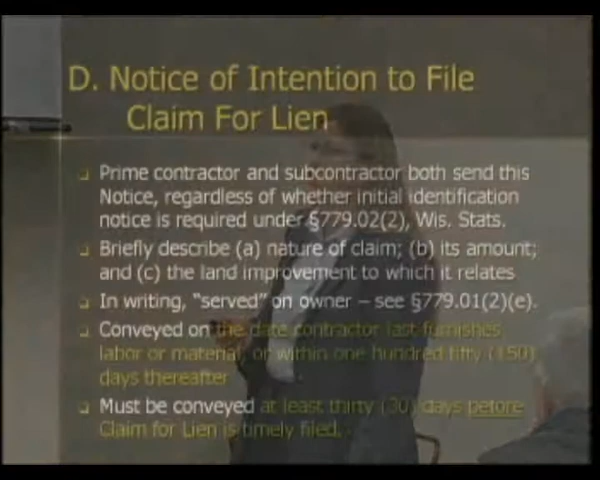 D. Notice of Intention to File
Claim For Lien
Prime contractor and subcontractor both send this
Notice, regardless of whether initial identification
notice is required under §779.02(2), Wis. Stats.
Briefly describe (a) nature of claim; (b) its amount;
and (c) the land improvement to which it relates
In writing, "served" on owner – see §779.01(2)(e).
Conveyed on the date contractor last furnishes
labor or material, or within one hundred fifty (150)
days thereafter
Must be conveyed at least thirty (30) days before
Claim for Lien is timely filed.